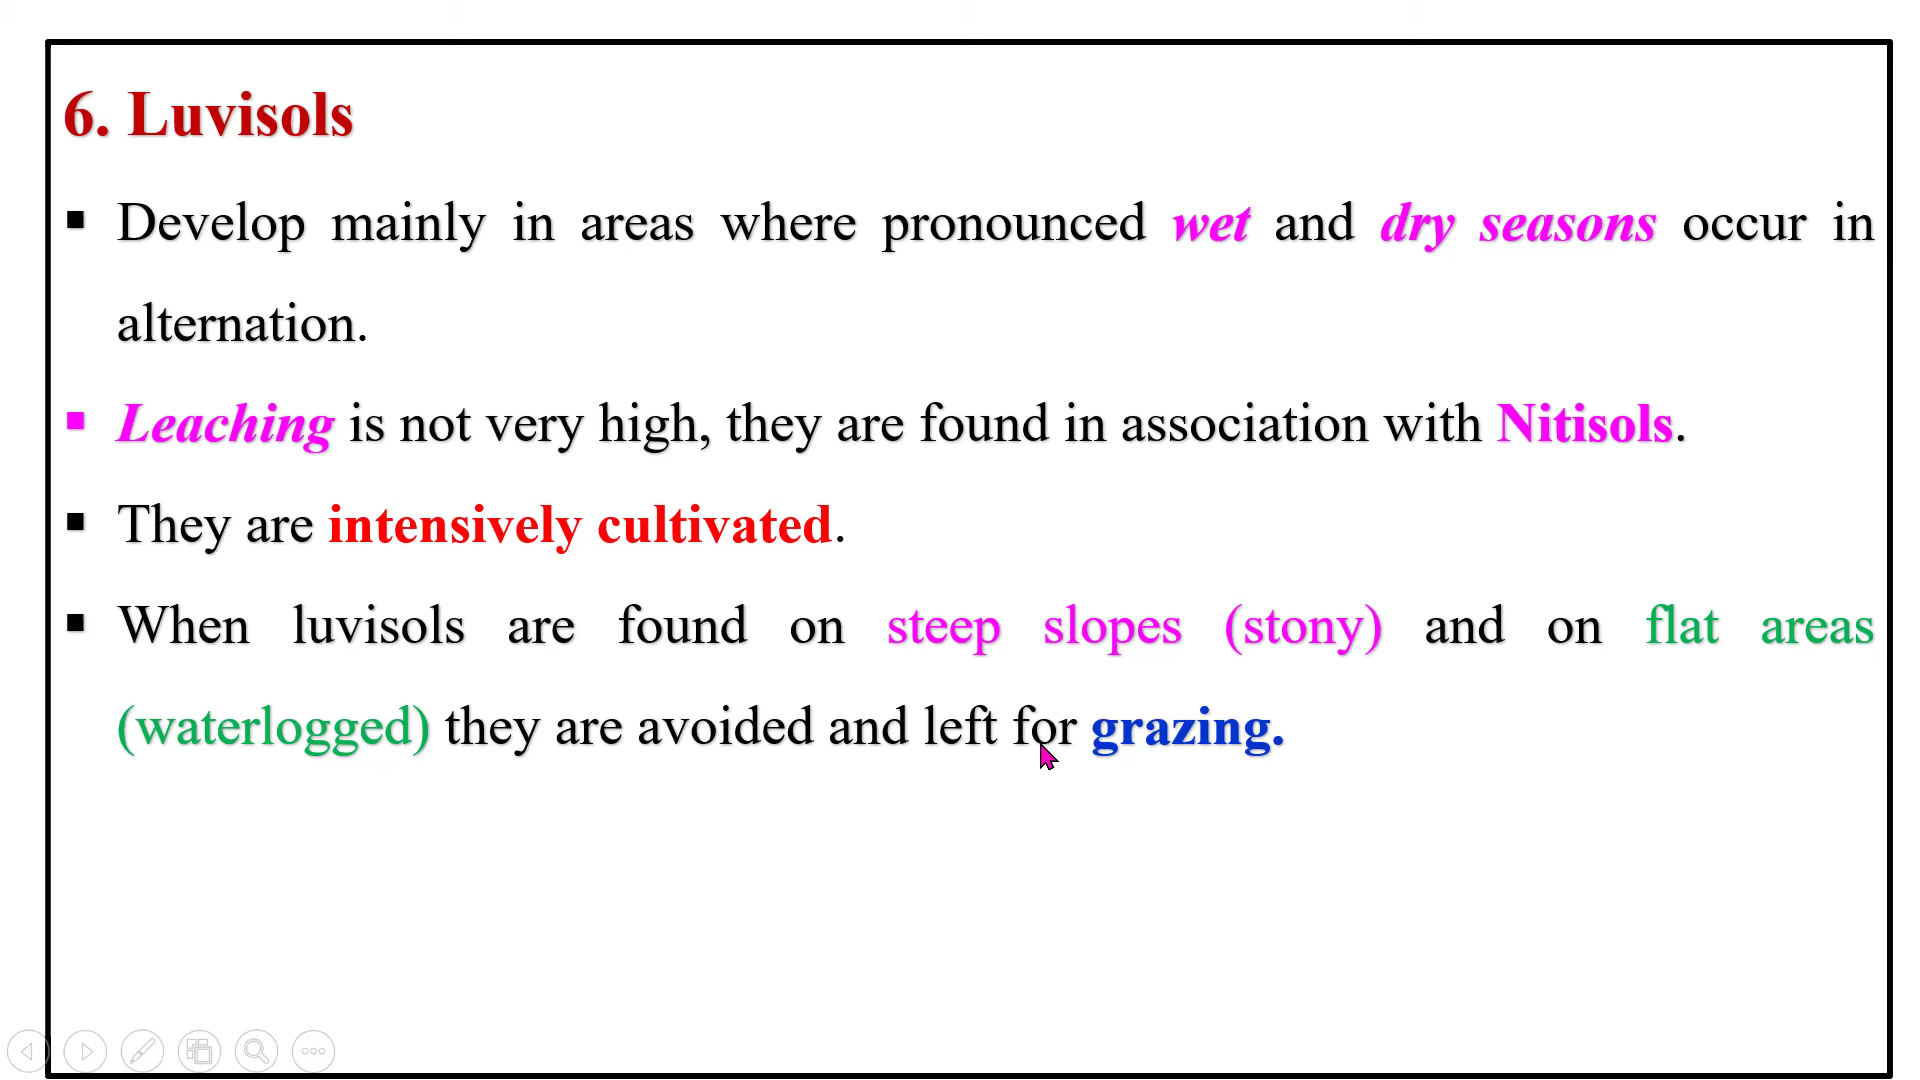 6. Luvisols
▪ Develop mainly in areas where pronounced wet and dry seasons occur in
alternation.
▪ Leaching is not very high, they are found in association with Nitisols.
▪ They are intensively cultivated.
▪ When luvisols are found on steep slopes (stony) and on flat areas
(waterlogged) they are avoided and left for grazing.